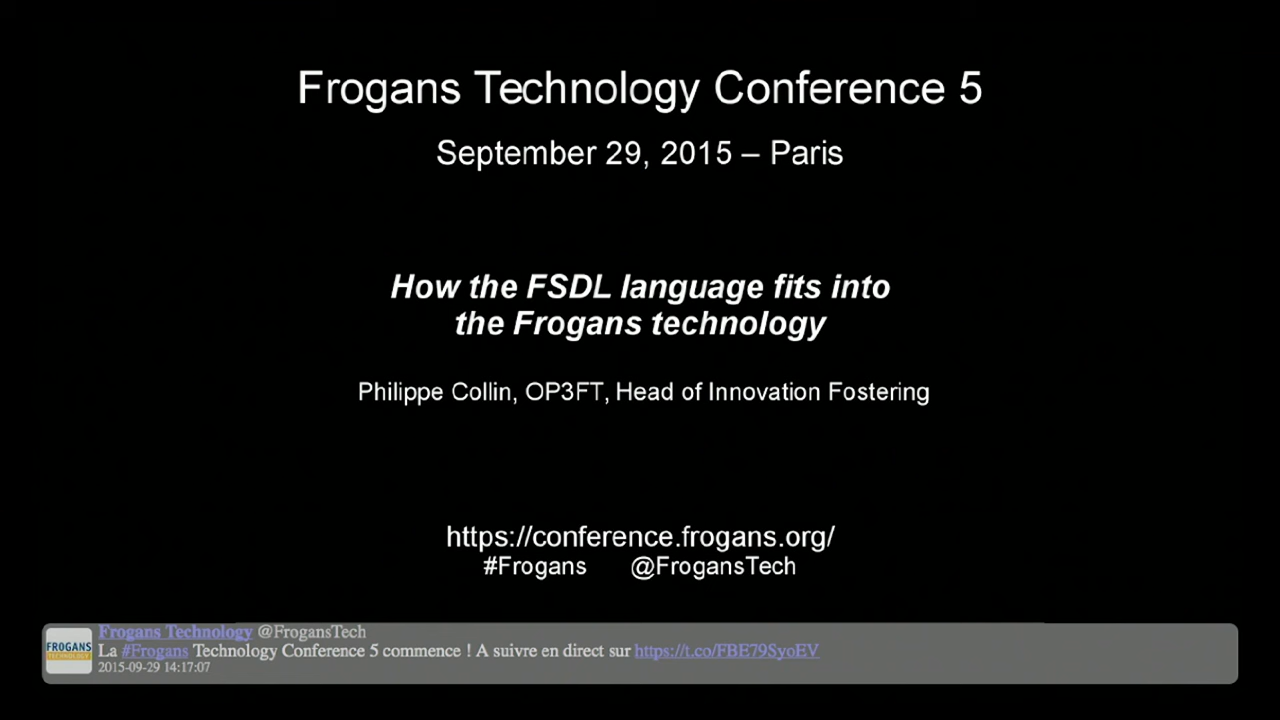 Frogans Technology Conference 5
September 29, 2015 – Paris
How the FSDL language fits into
the Frogans technology
Philippe Collin, OP3FT, Head of Innovation Fostering
https://conference.frogans.org/
#Frogans @FrogansTech
FROGANS
TECHNOLOGY
Frogans Technology @FrogansTech
La #Frogans Technology Conference 5 commence ! A suivre en direct sur https://t.co/FBE79SyoEV
2015-09-29 14:17:07